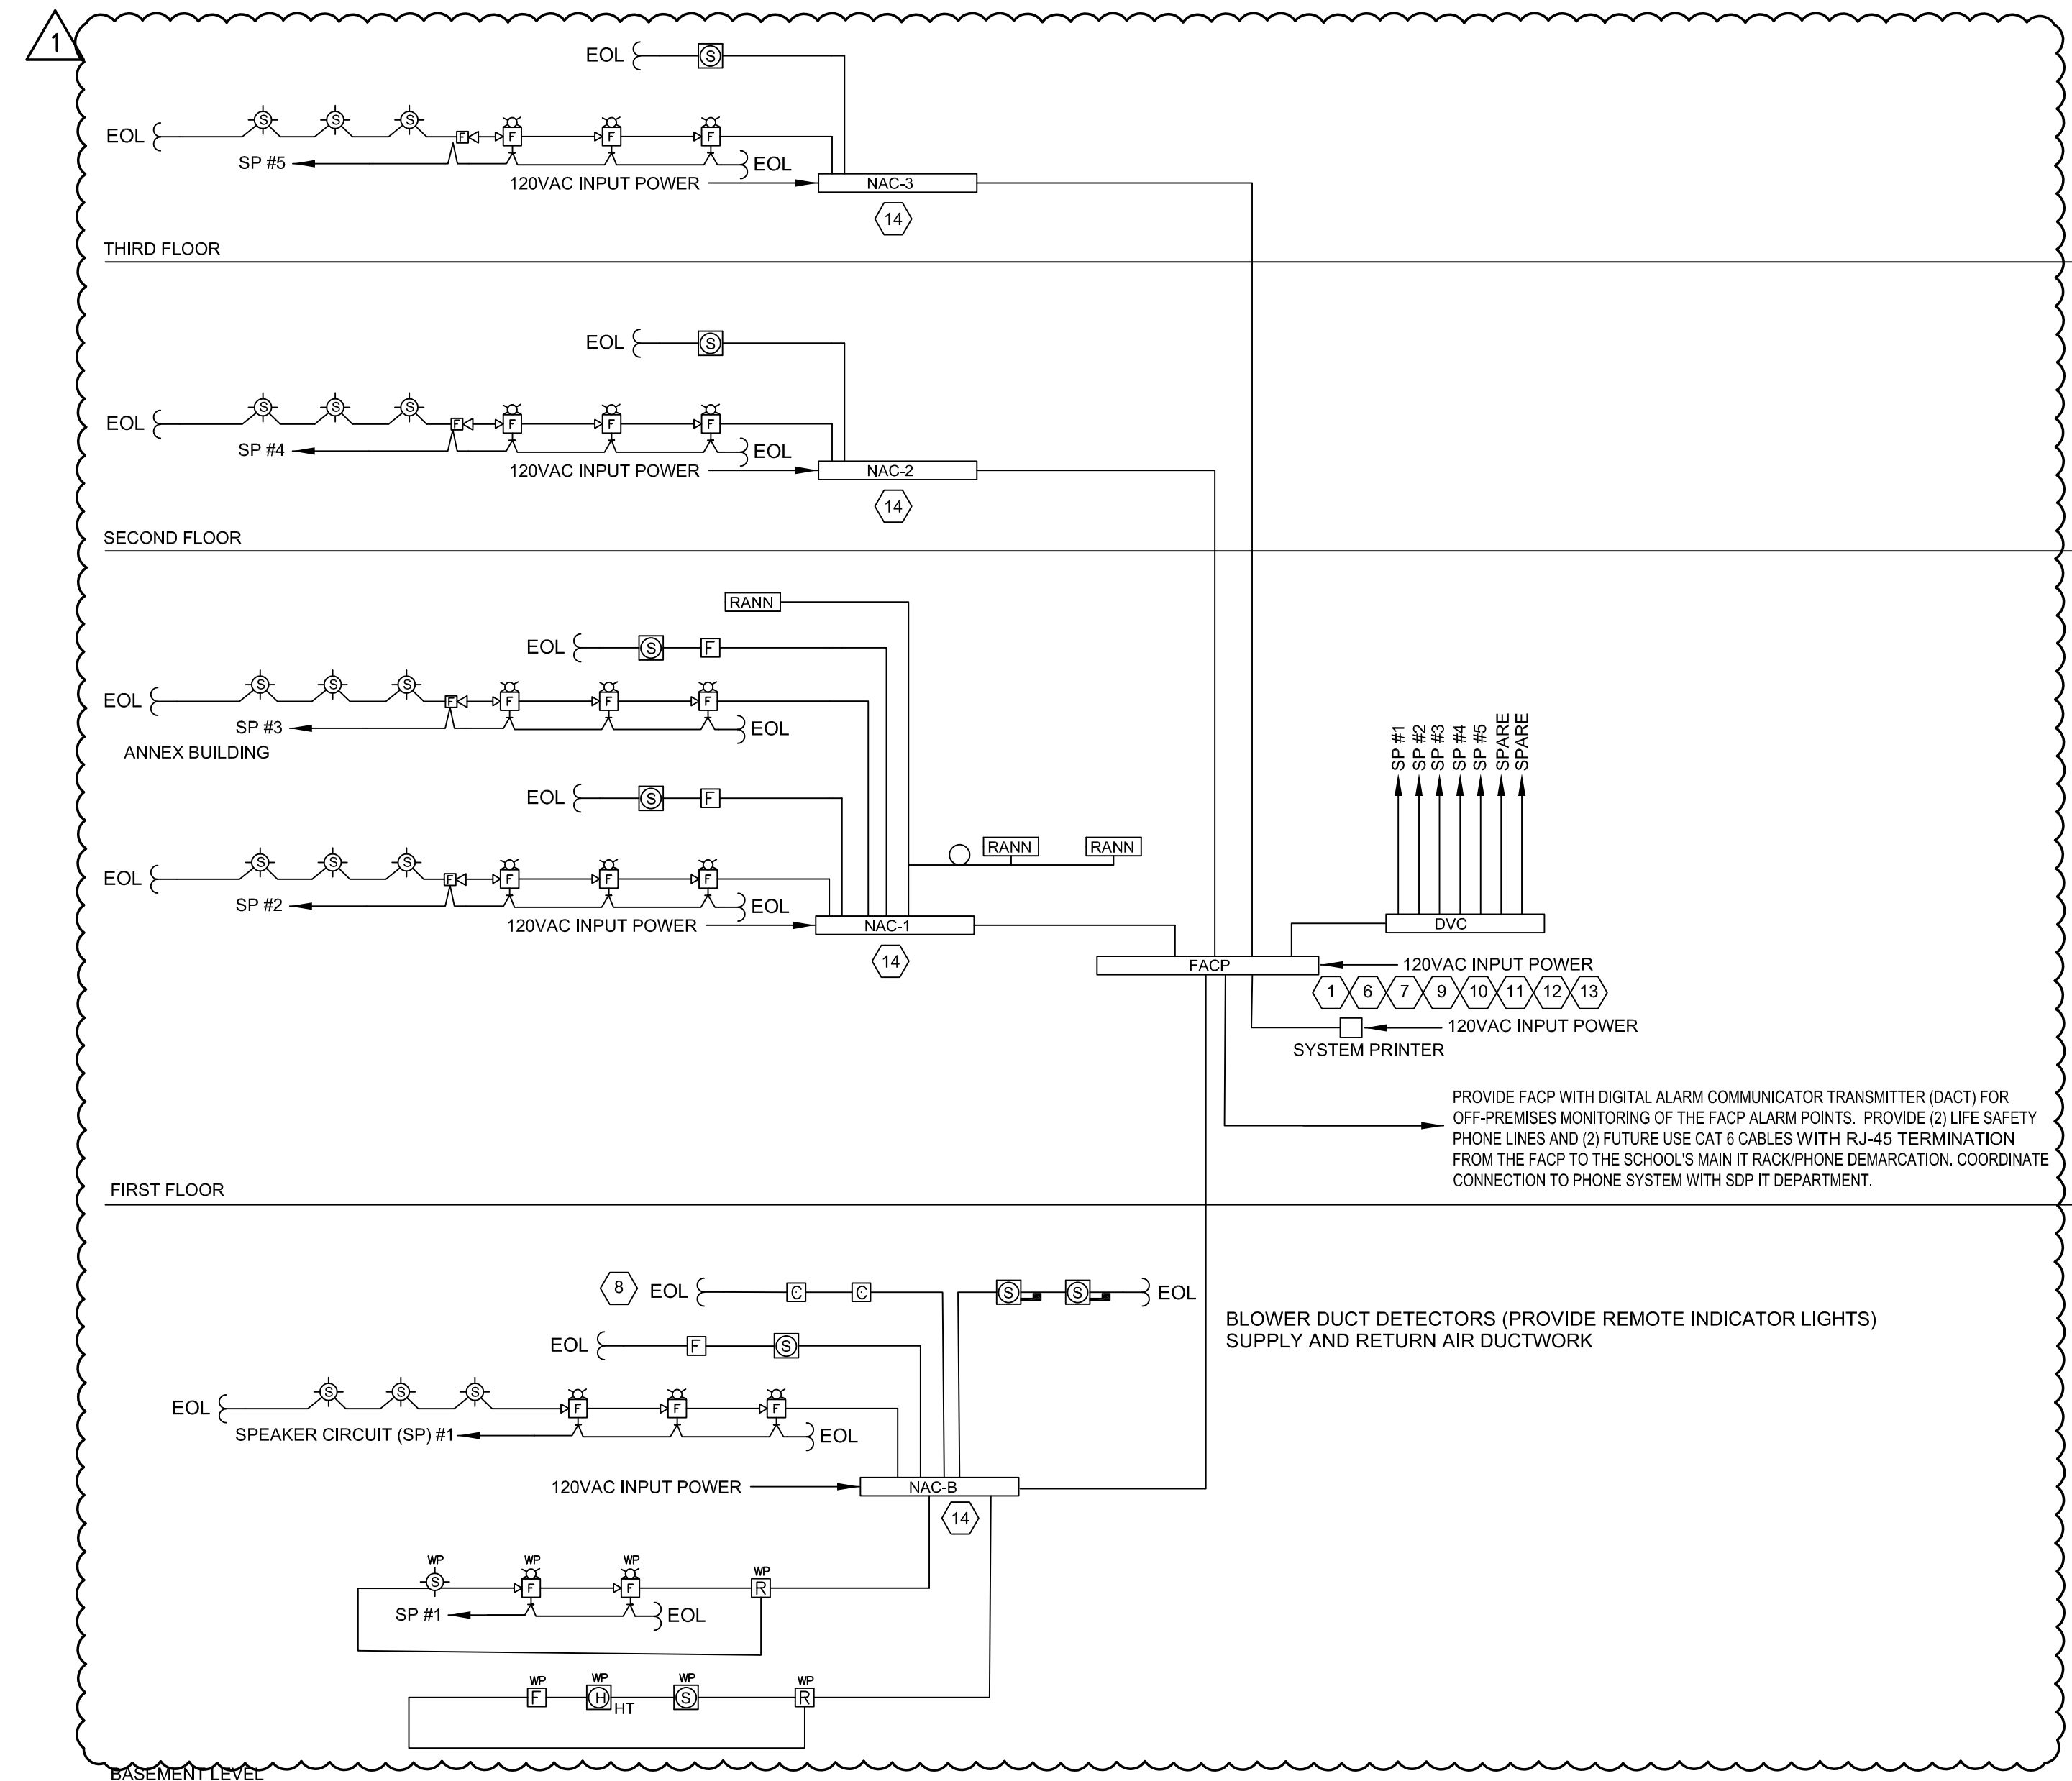 1
EOL S
EOL S S S F F F F
SP #5 EOL
120VAC INPUT POWER NAC-3
14
THIRD FLOOR
EOL S
EOL S S S F F F F
SP #4 EOL
120VAC INPUT POWER NAC-2
14
SECOND FLOOR
RANN
EOL S F
EOL S S S F F F F
SP #3 EOL
ANNEX BUILDING
EOL S F
RANN RANN
EOL S S S F F F F
SP #2 EOL
120VAC INPUT POWER NAC-1
14
SP #1
SP #2
SP #3
SP #4
SP #5
SPARE
SPARE
DVC
FACP 120VAC INPUT POWER
1 6 7 9 10 11 12 13
120VAC INPUT POWER
SYSTEM PRINTER
PROVIDE FACP WITH DIGITAL ALARM COMMUNICATOR TRANSMITTER (DACT) FOR
OFF-PREMISES MONITORING OF THE FACP ALARM POINTS. PROVIDE (2) LIFE SAFETY
PHONE LINES AND (2) FUTURE USE CAT 6 CABLES WITH RJ-45 TERMINATION
FROM THE FACP TO THE SCHOOL'S MAIN IT RACK/PHONE DEMARCATION. COORDINATE
CONNECTION TO PHONE SYSTEM WITH SDP IT DEPARTMENT.
FIRST FLOOR
8 EOL C C S S EOL
BLOWER DUCT DETECTORS (PROVIDE REMOTE INDICATOR LIGHTS)
SUPPLY AND RETURN AIR DUCTWORK
EOL F S
EOL S S S F F F
SPEAKER CIRCUIT (SP) #1 EOL
120VAC INPUT POWER NAC-B
14
WP WP WP WP
S F F R
SP #1 EOL
WP WP WP WP
F H HT S R
BASEMENT LEVEL